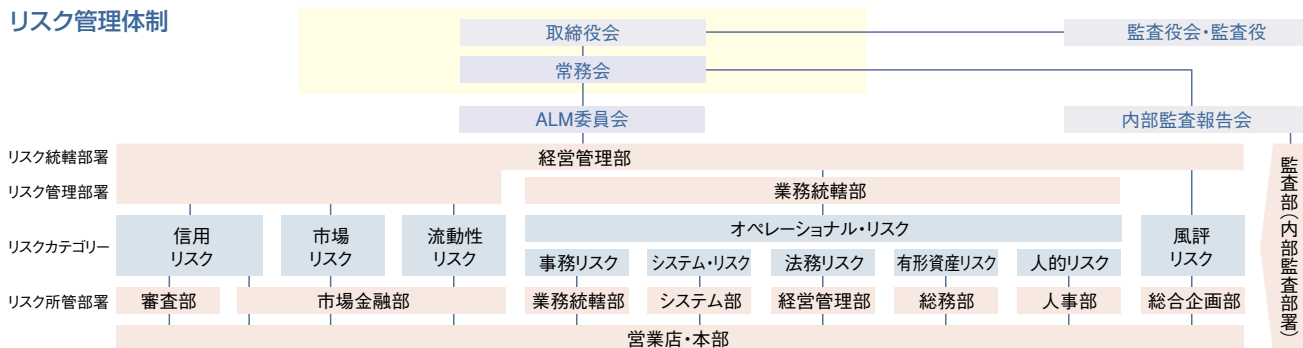 リスク管理体制
取締役会
監査役会・監査役
常務会
ALM委員会
内部監査報告会
リスク統轄部署
経営管理部
リスク管理部署
業務統轄部
リスクカテゴリー
信用
リスク
市場
リスク
流動性
リスク
オペレーショナル・リスク
事務リスク
システム・リスク
法務リスク
有形資産リスク
人的リスク
風評
リスク
リスク所管部署
審査部
市場金融部
業務統轄部
システム部
経営管理部
総務部
人事部
総合企画部
営業店・本部
監査部(内部監査部署)